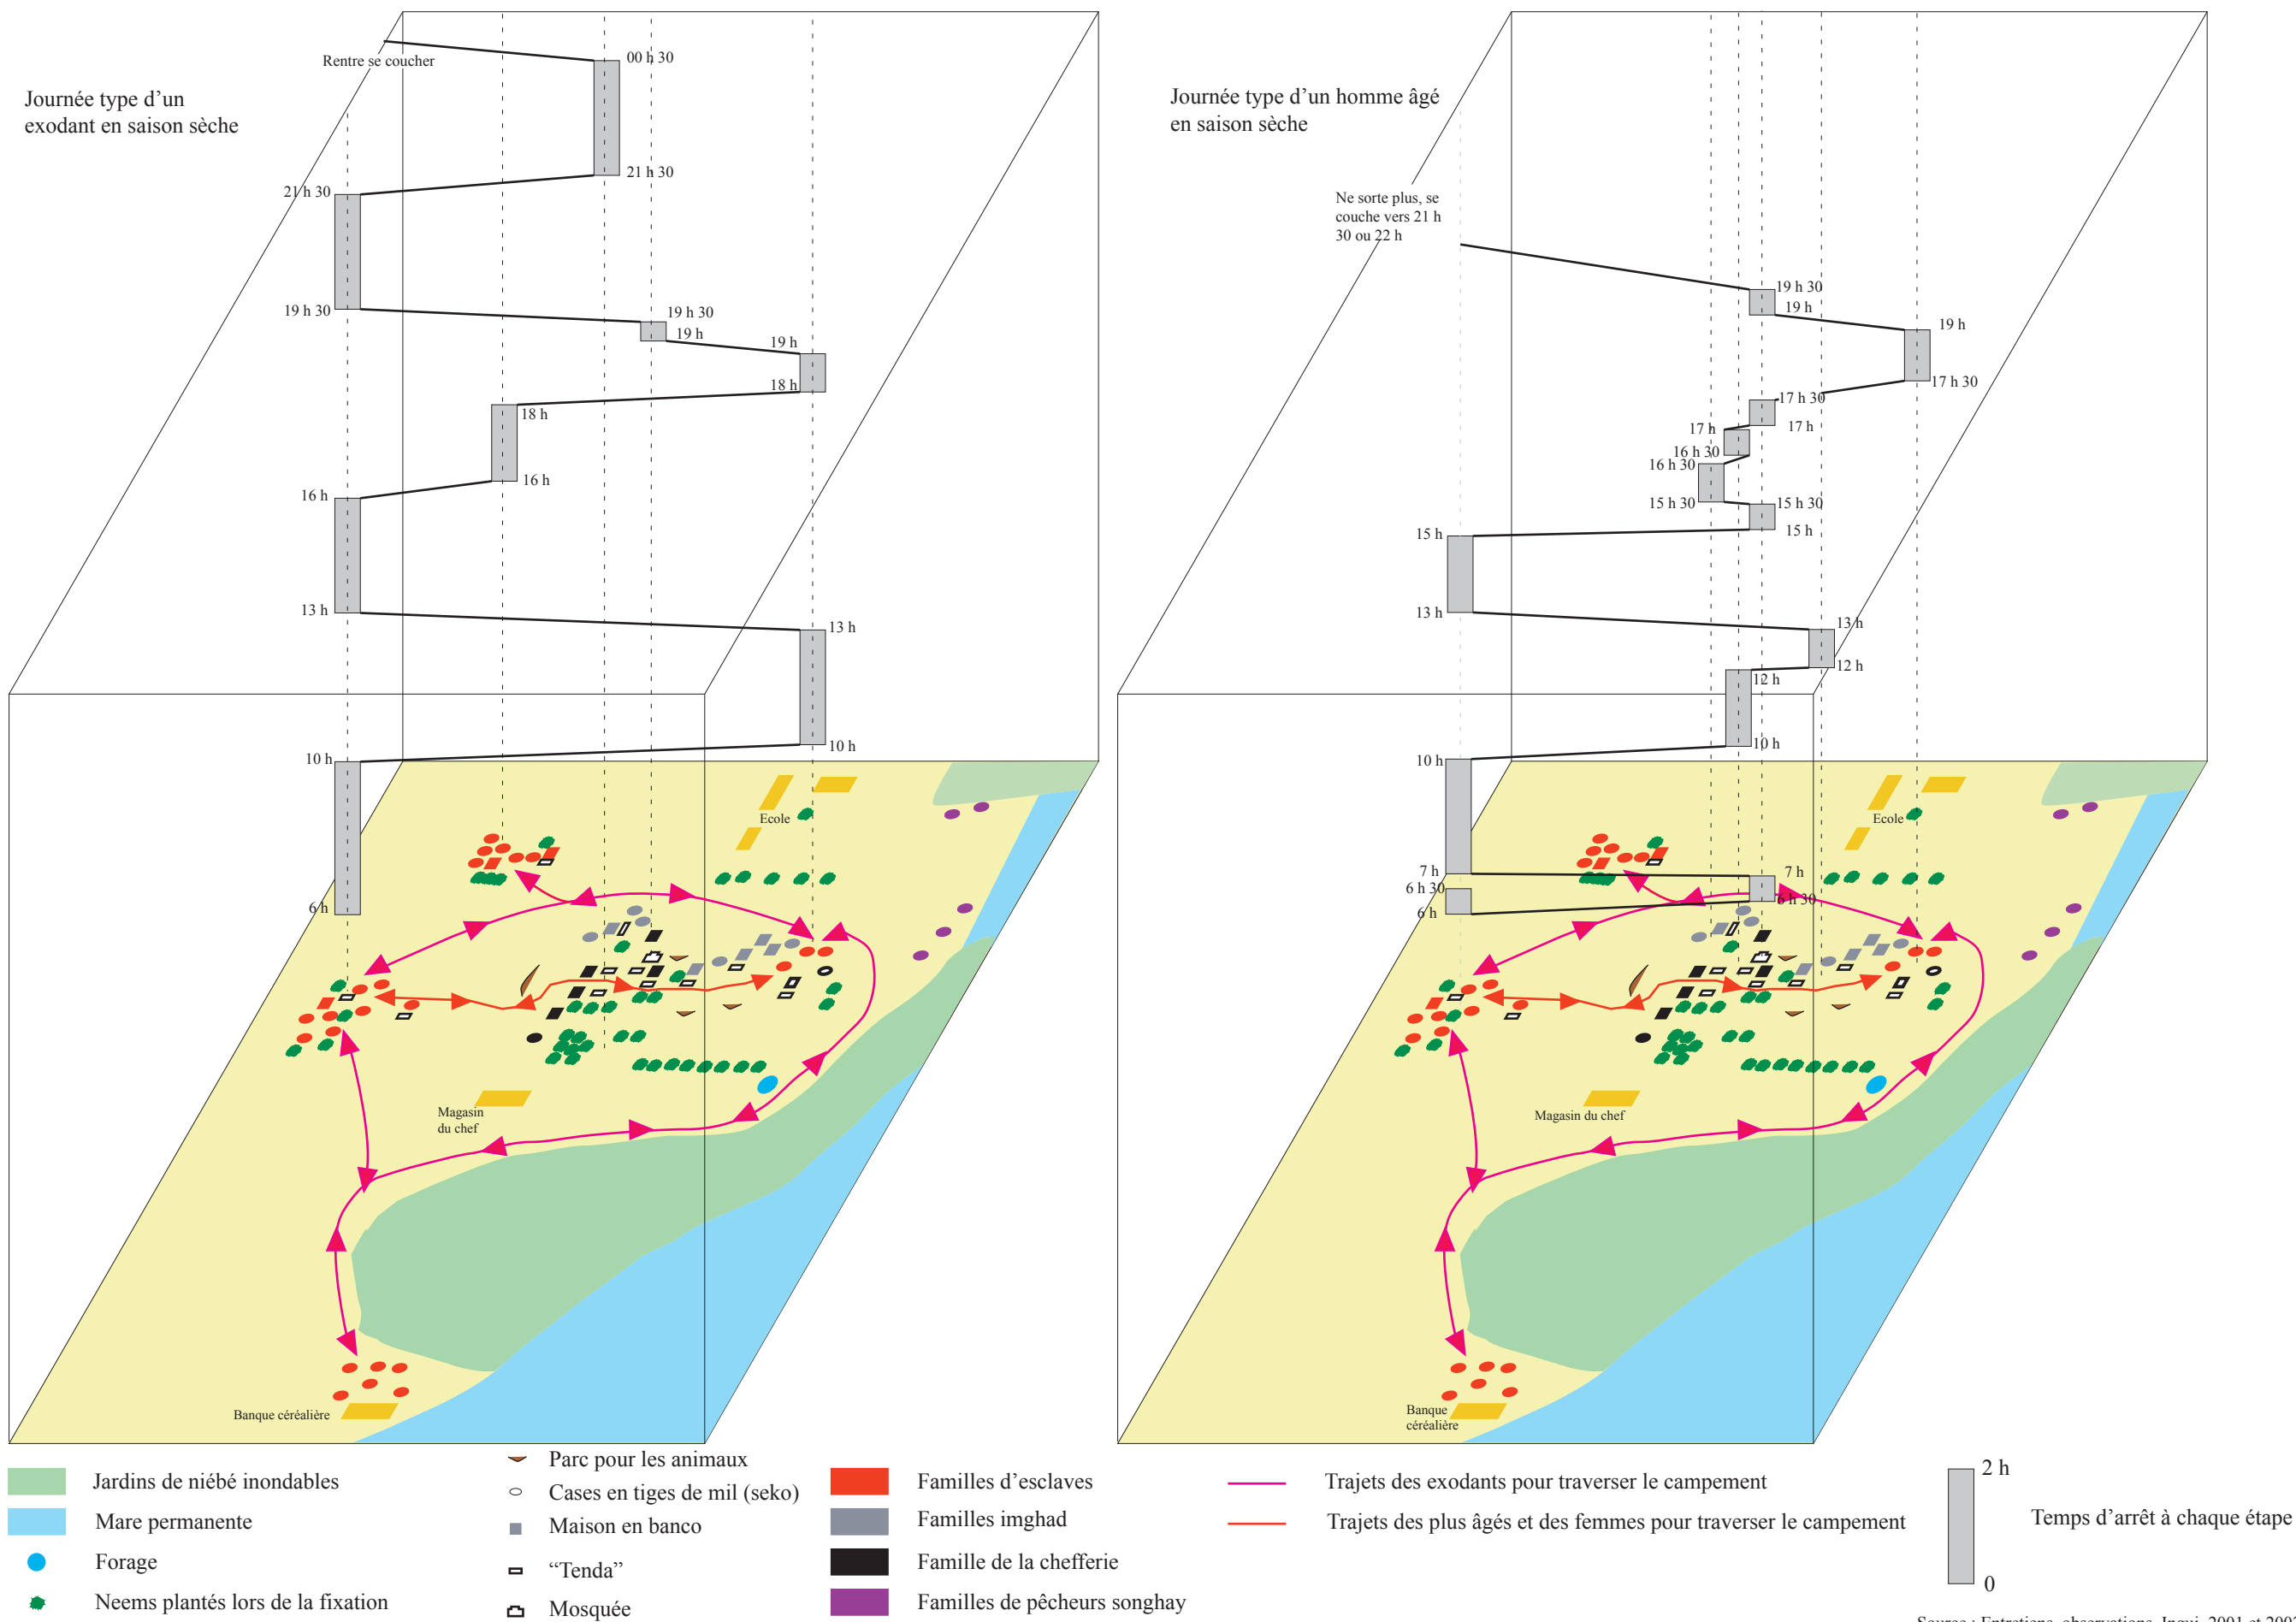 Journée type d’un
exodant en saison sèche
Rentre se coucher
00 h 30
21 h 30
21 h 30
19 h 30
19 h 30
19 h
19 h
18 h
18 h
16 h
16 h
13 h
13 h
10 h
10 h
6 h
Ecole
Magasin
du chef
Banque céréalière
Journée type d’un homme âgé
en saison sèche
Ne sorte plus, se
couche vers 21 h
30 ou 22 h
19 h 30
19 h
19 h
17 h 30
17 h 30
17 h
17 h
16 h 30
16 h 30
15 h 30
15 h 30
15 h
15 h
13 h
13 h
12 h
12 h
10 h
10 h
7 h
7 h
6 h 30
6 h 30
6 h
Ecole
Magasin du chef
Banque
céréalière
Jardins de niébé inondables
Mare permanente
Forage
Neems plantés lors de la fixation
Parc pour les animaux
Cases en tiges de mil (seko)
Maison en banco
“Tenda”
Mosquée
Familles d’esclaves
Familles imghad
Famille de la chefferie
Familles de pêcheurs songhay
Trajets des exodants pour traverser le campement
Trajets des plus âgés et des femmes pour traverser le campement
2 h
Temps d’arrêt à chaque étape
0